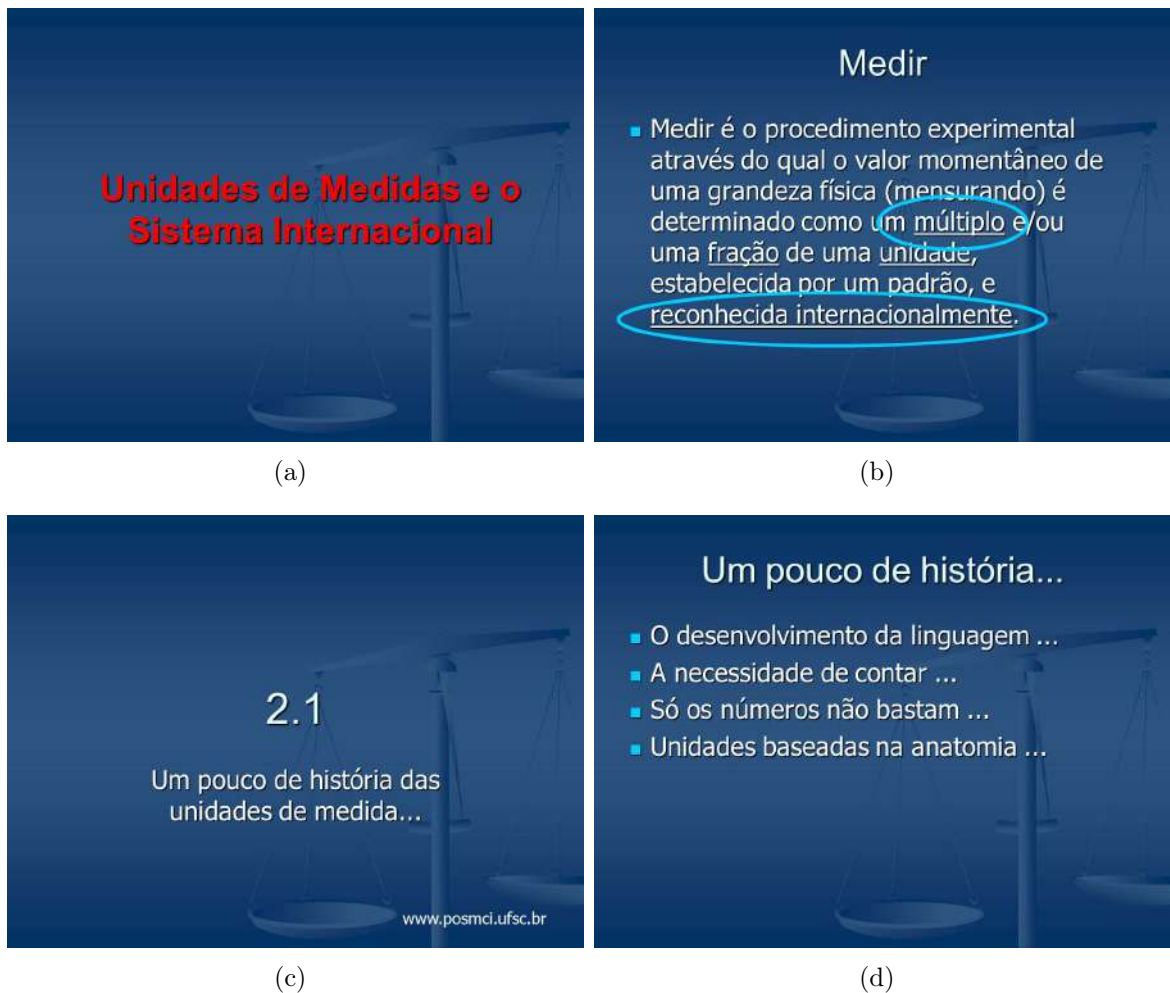 Unidades de Medidas e o
Sistema Internacional
(a)
Medir
Medir é o procedimento experimental
através do qual o valor momentâneo de
uma grandeza física (mensurando) é
determinado como um múltiplo e/ou
uma fração de uma unidade,
estabelecida por um padrão, e
reconhecida internacionalmente.
(b)
2.1
Um pouco de história das
unidades de medida...
www.posmci.ufsc.br
(c)
Um pouco de história...
O desenvolvimento da linguagem ...
A necessidade de contar ...
Só os números não bastam ...
Unidades baseadas na anatomia ...
(d)